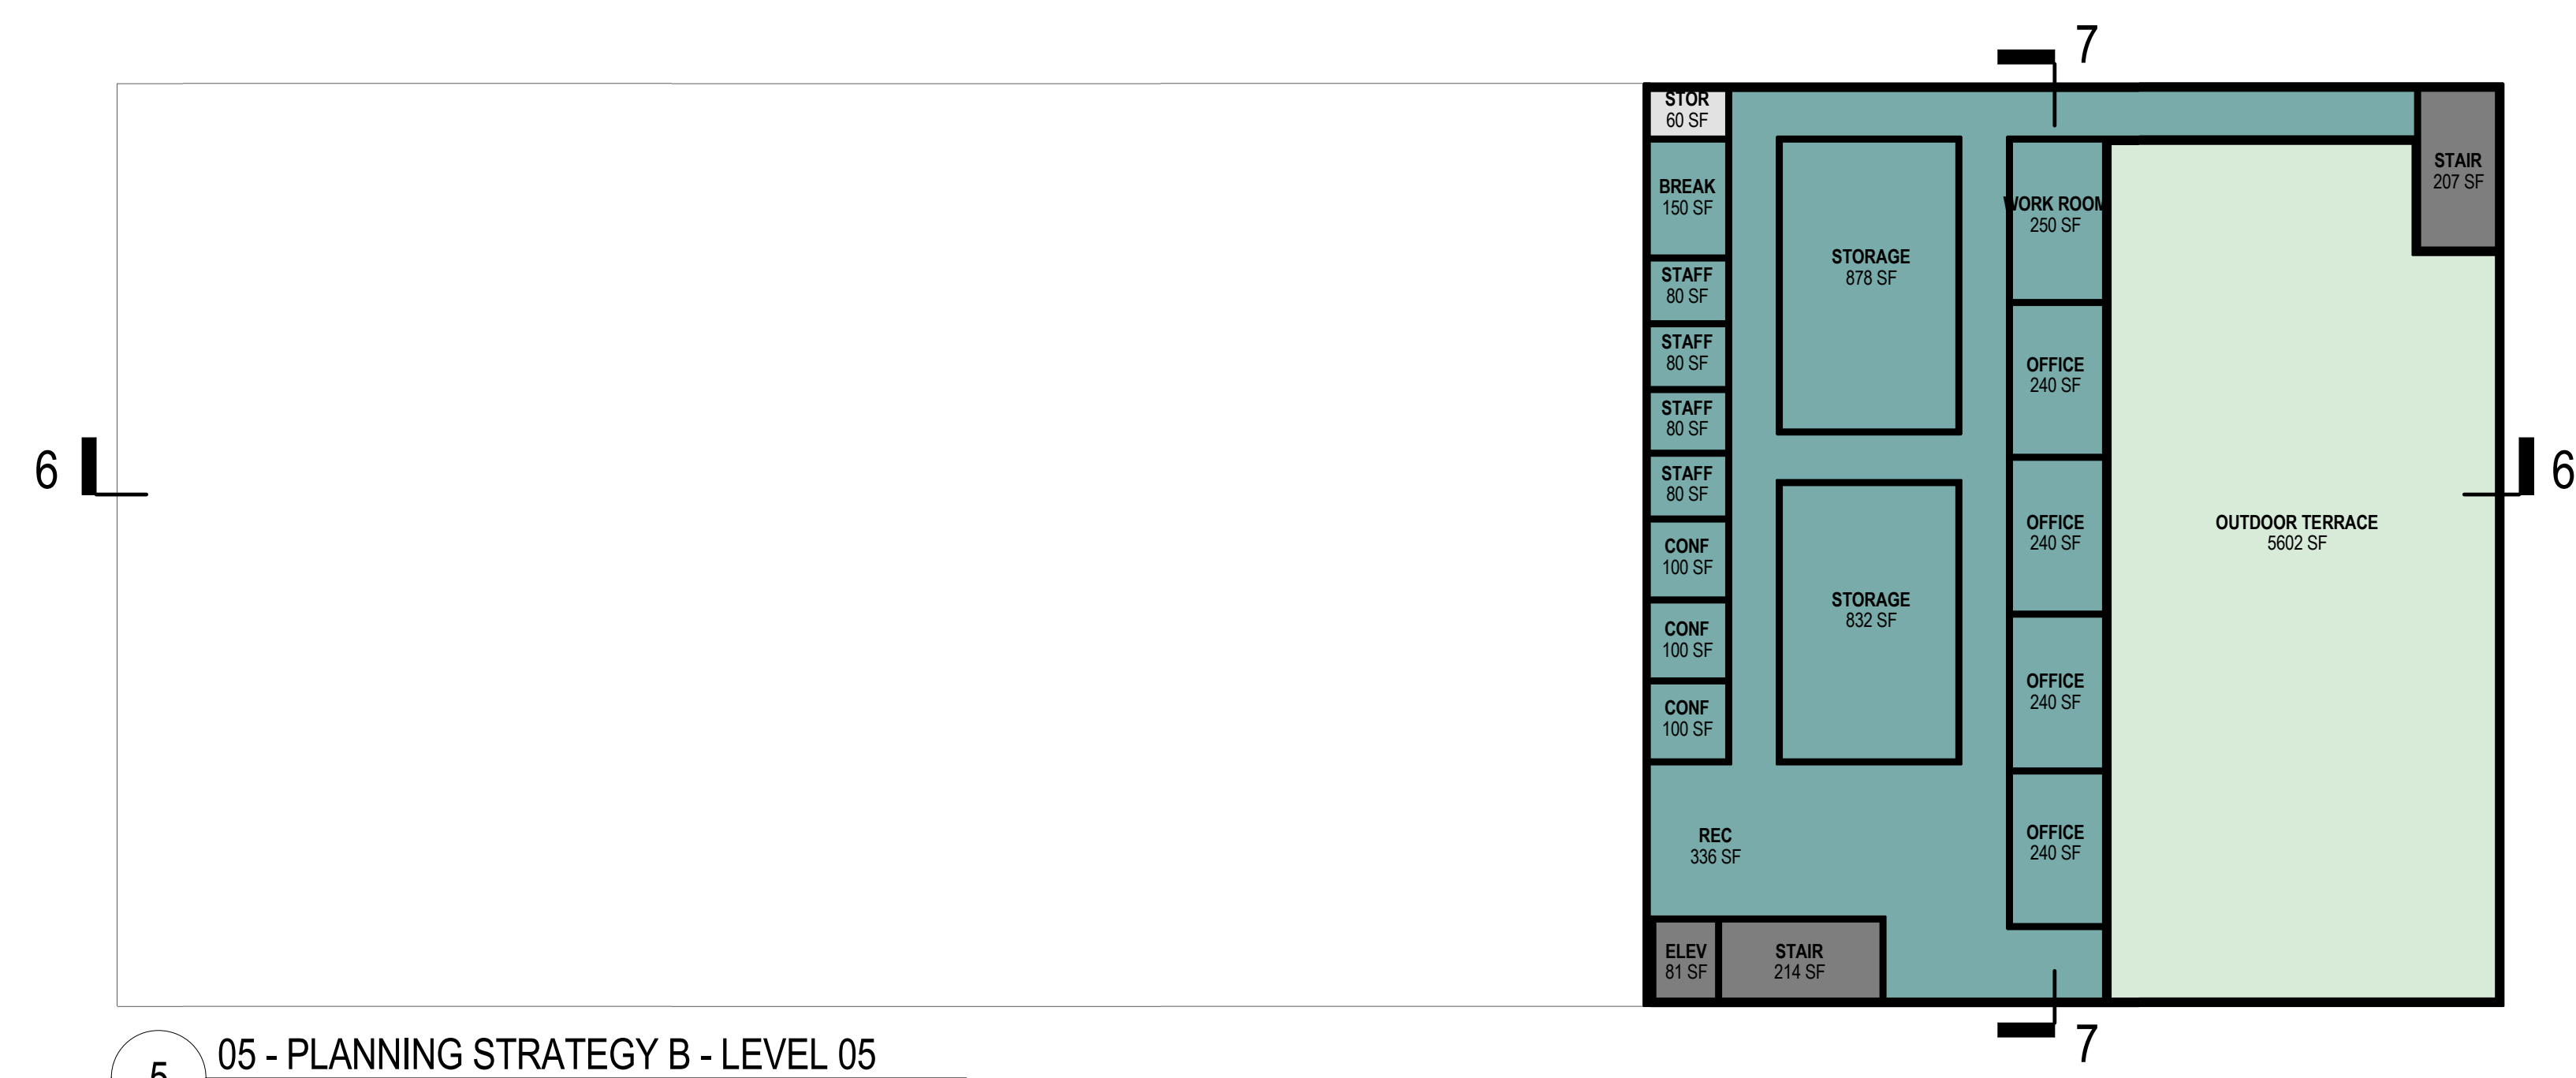 7
STOR
60 SF
BREAK
150 SF
STAFF
80 SF
STAFF
80 SF
STAFF
80 SF
STAFF
80 SF
CONF
100 SF
CONF
100 SF
CONF
100 SF
REC
336 SF
ELEV
81 SF
STAIR
214 SF
STORAGE
878 SF
STORAGE
832 SF
WORK ROOM
250 SF
OFFICE
240 SF
OFFICE
240 SF
OFFICE
240 SF
OFFICE
240 SF
OUTDOOR TERRACE
5602 SF
STAIR
207 SF
6
6
7
5
05 - PLANNING STRATEGY B - LEVEL 05